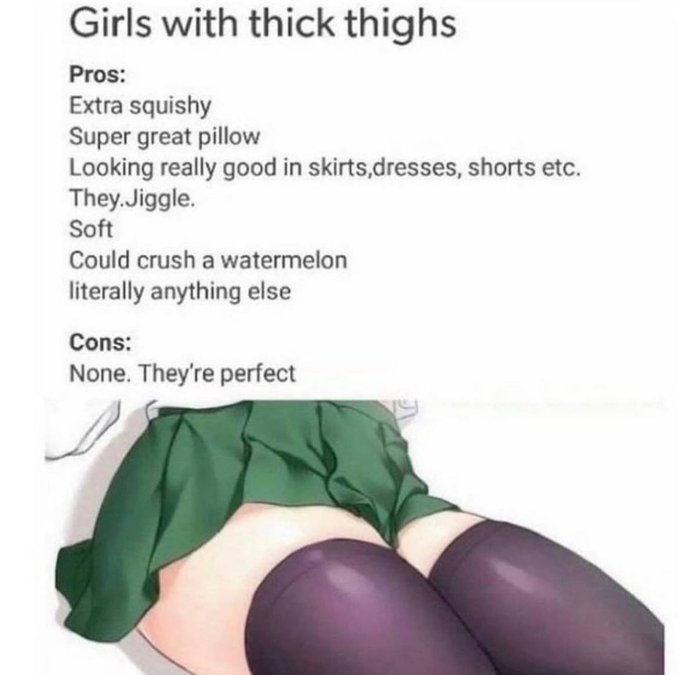 Girls with thick thighs
Pros:
Extra squishy
Super great pillow
Looking really good in skirts,dresses, shorts etc.
They.Jiggle.
Soft
Could crush a watermelon
literally anything else
Cons:
None. They're perfect